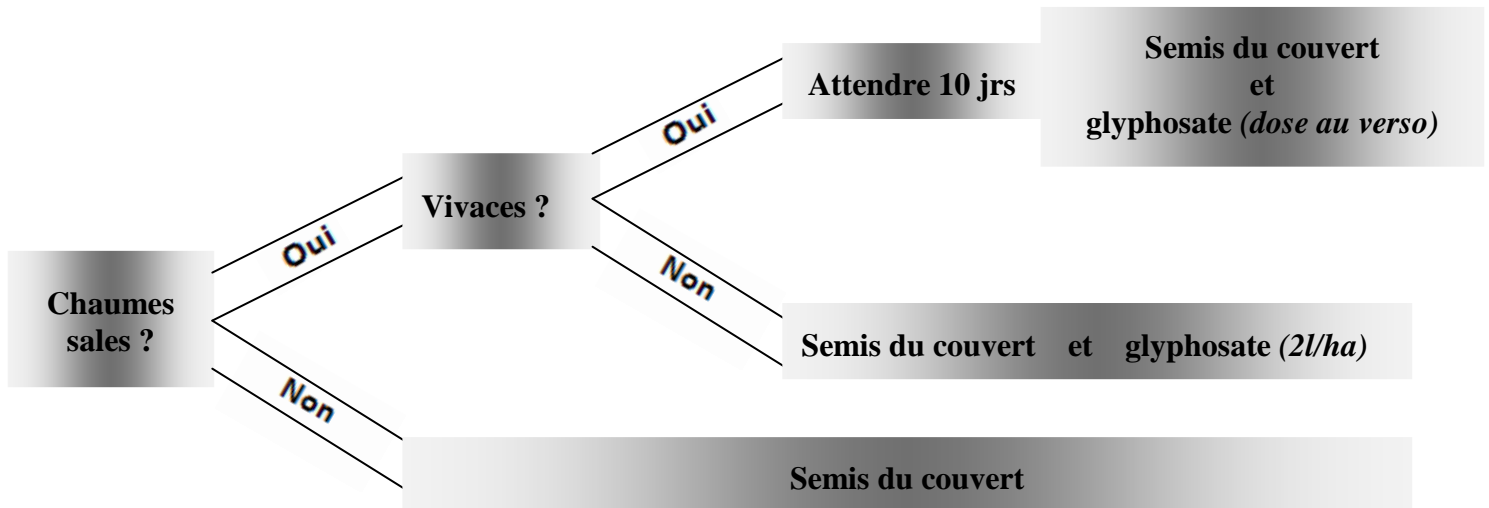 Semis du couvert
et
glyphosate (dose au verso)
Attendre 10 jrs
Oui
Vivaces ?
Oui
Non
Chaumes
sales ?
Semis du couvert et glyphosate (2l/ha)
Non
Semis du couvert